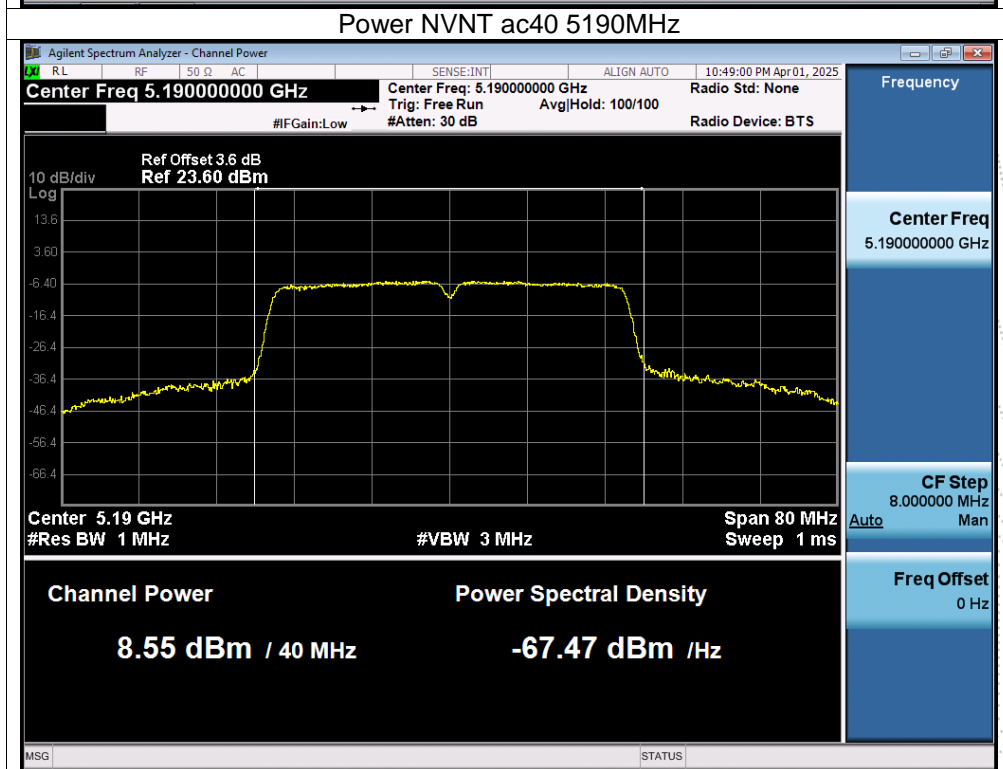 Power NVNT ac40 5190MHz
Agilent Spectrum Analyzer - Channel Power
LXI RL RF 50 Ω AC SENSE:INT ALIGN AUTO 10:49:00 PM Apr 01, 2025
Center Freq 5.190000000 GHz
Center Freq: 5.190000000 GHz Radio Std: None
Trig: Free Run Avg|Hold: 100/100
#IFGain:Low #Atten: 30 dB Radio Device: BTS
Ref Offset 3.6 dB
10 dB/div Ref 23.60 dBm
Log
13.6
3.60
-6.40
-16.4
-26.4
-36.4
-46.4
-56.4
-66.4
Center 5.19 GHz Span 80 MHz
#Res BW 1 MHz #VBW 3 MHz Sweep 1 ms
Channel Power Power Spectral Density
8.55 dBm / 40 MHz -67.47 dBm /Hz
Frequency
Center Freq
5.190000000 GHz
CF Step
8.000000 MHz
Auto Man
Freq Offset
0 Hz
MSG STATUS